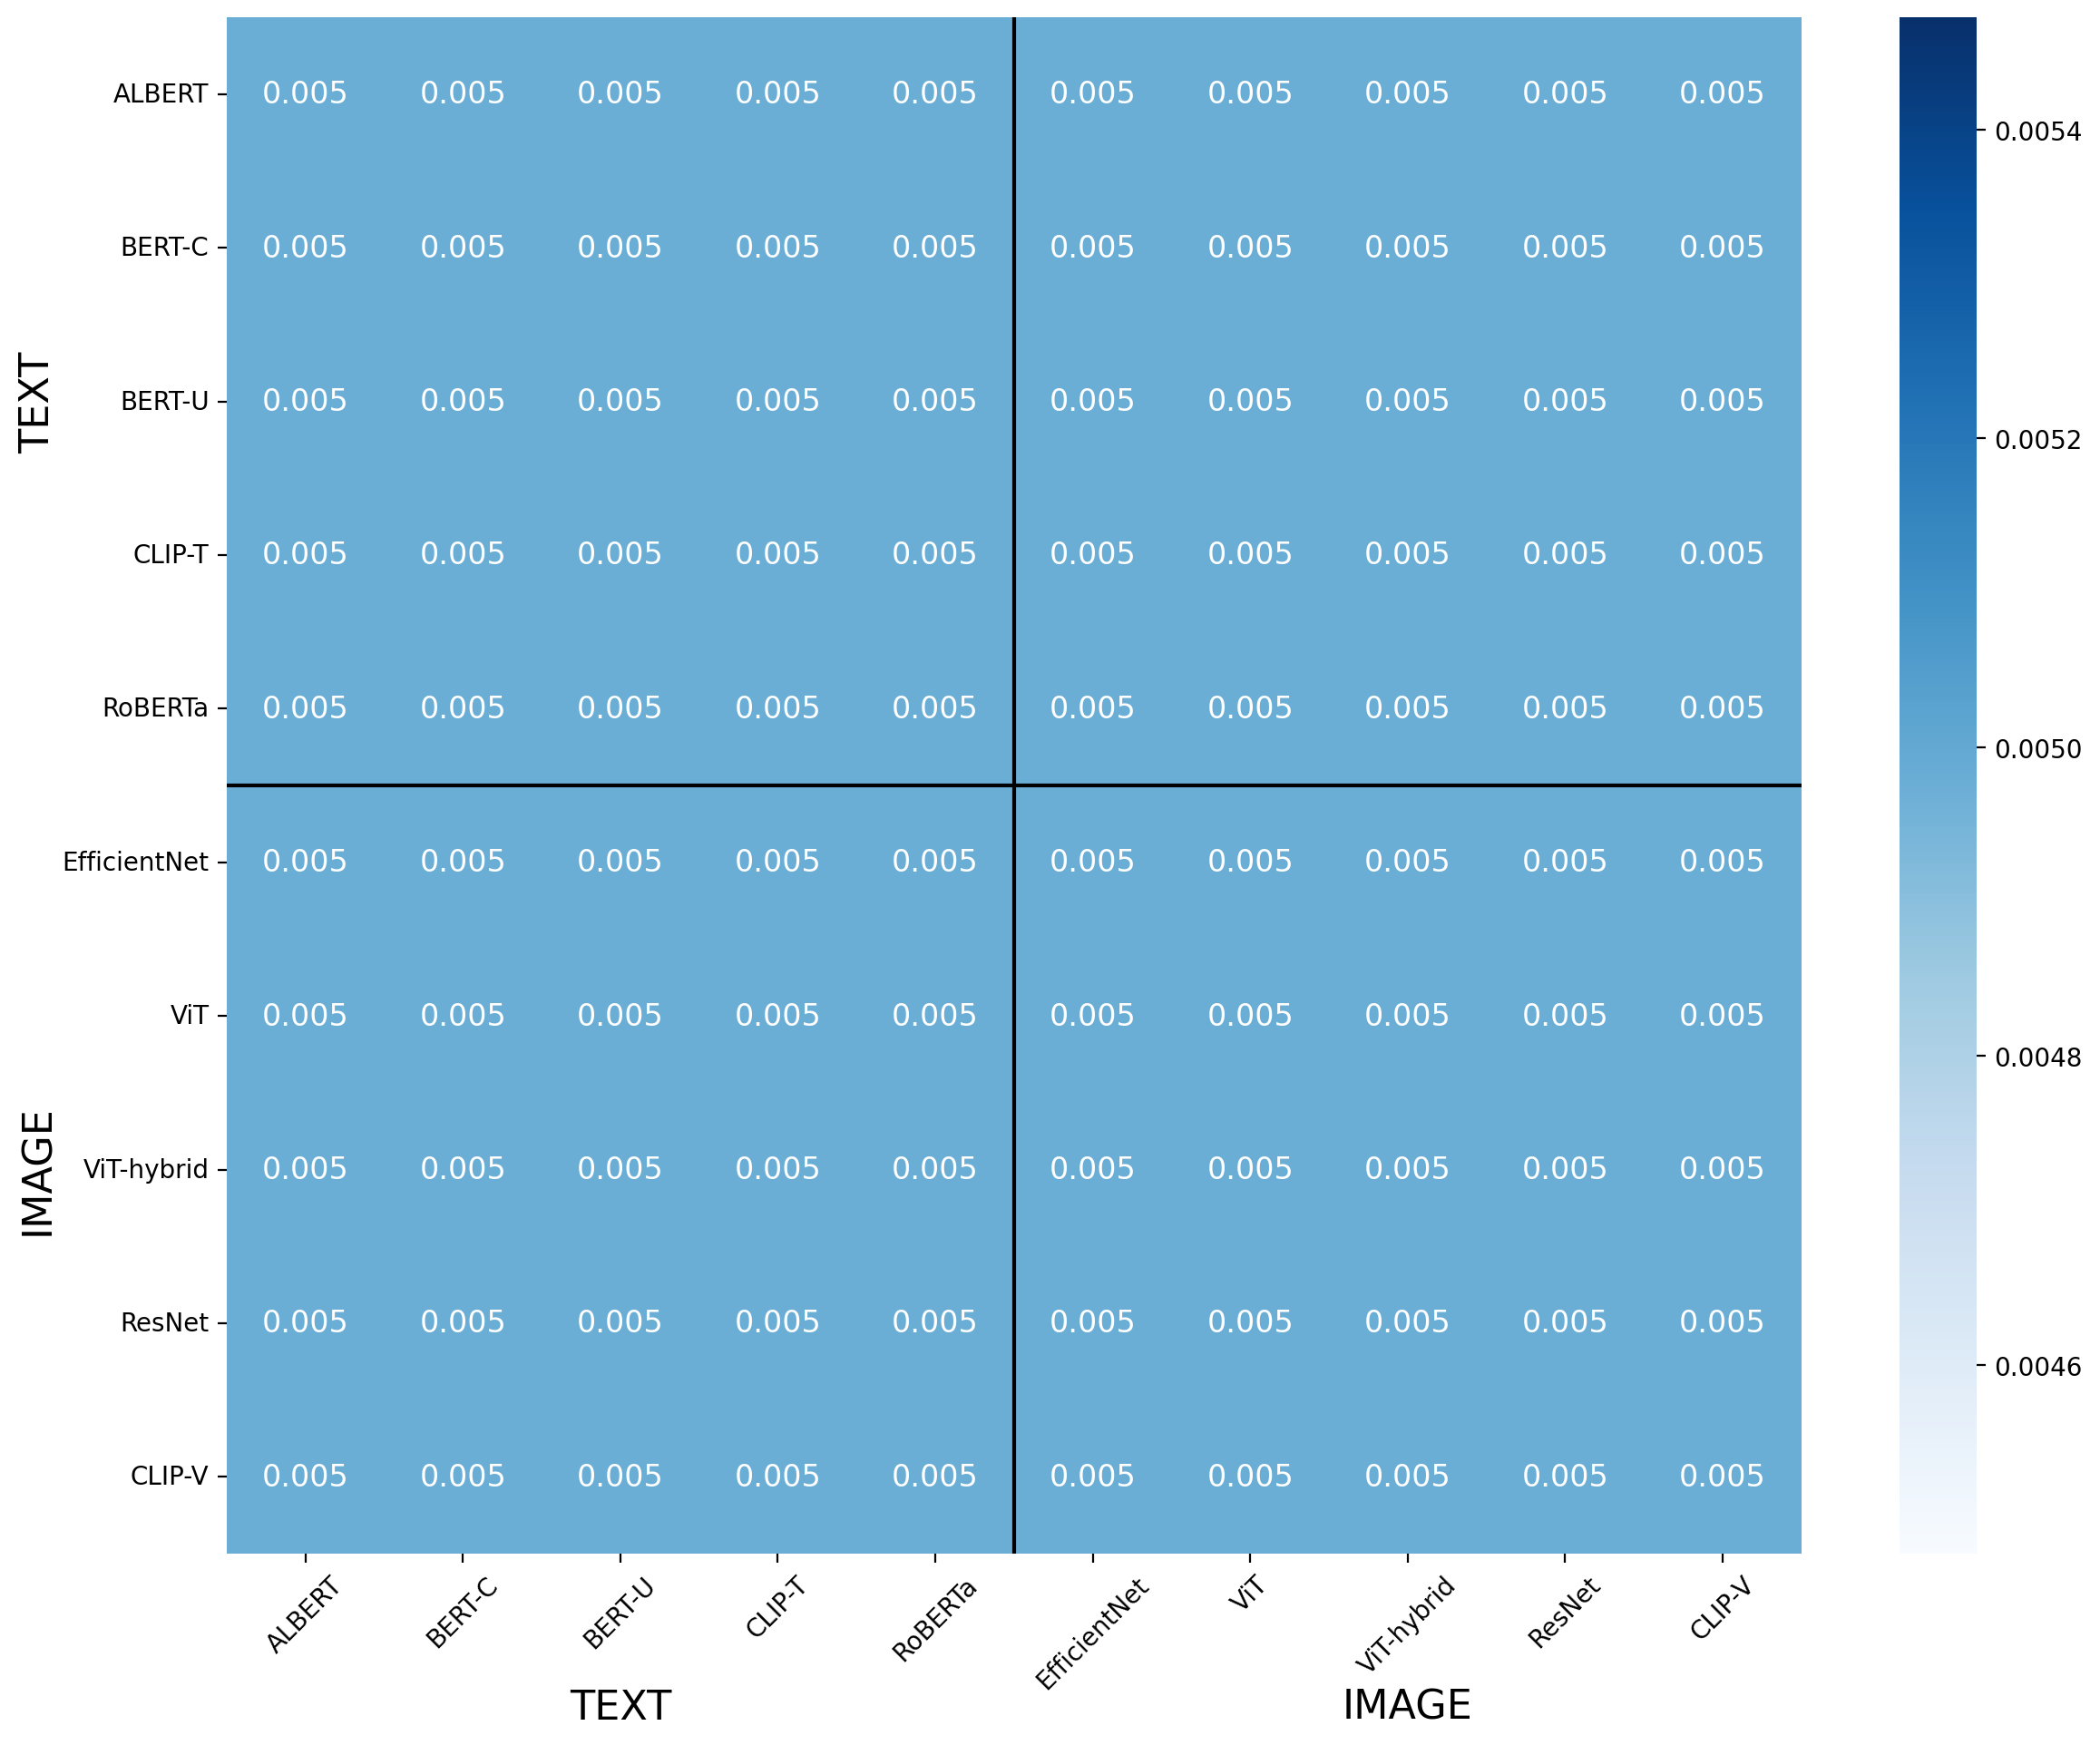 TEXT
IMAGE
ALBERT 0.005 0.005 0.005 0.005 0.005 0.005 0.005 0.005 0.005 0.005
BERT-C 0.005 0.005 0.005 0.005 0.005 0.005 0.005 0.005 0.005 0.005
BERT-U 0.005 0.005 0.005 0.005 0.005 0.005 0.005 0.005 0.005 0.005
CLIP-T 0.005 0.005 0.005 0.005 0.005 0.005 0.005 0.005 0.005 0.005
RoBERTa 0.005 0.005 0.005 0.005 0.005 0.005 0.005 0.005 0.005 0.005
EfficientNet 0.005 0.005 0.005 0.005 0.005 0.005 0.005 0.005 0.005 0.005
ViT 0.005 0.005 0.005 0.005 0.005 0.005 0.005 0.005 0.005 0.005
ViT-hybrid 0.005 0.005 0.005 0.005 0.005 0.005 0.005 0.005 0.005 0.005
ResNet 0.005 0.005 0.005 0.005 0.005 0.005 0.005 0.005 0.005 0.005
CLIP-V 0.005 0.005 0.005 0.005 0.005 0.005 0.005 0.005 0.005 0.005
ALBERT BERT-C BERT-U CLIP-T RoBERTa EfficientNet ViT ViT-hybrid ResNet CLIP-V
TEXT IMAGE
0.0054
0.0052
0.0050
0.0048
0.0046